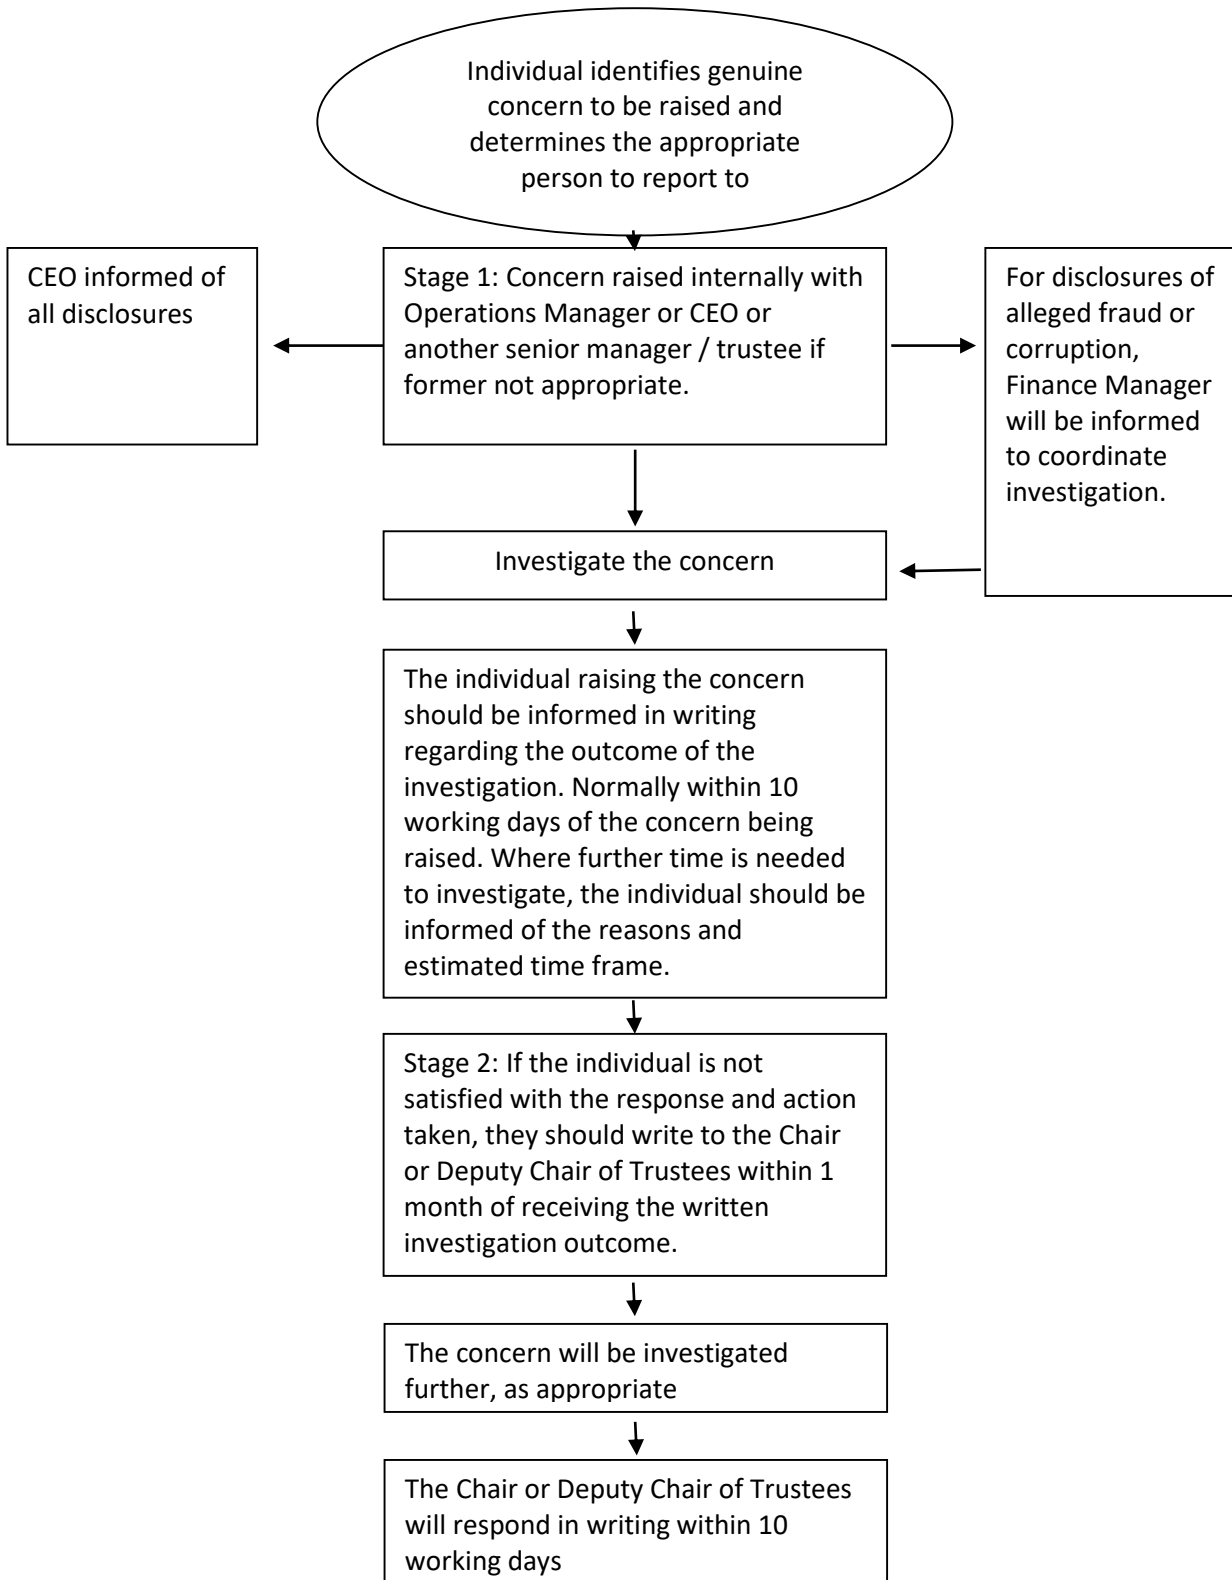 Individual identifies genuine
concern to be raised and
determines the appropriate
person to report to
CEO informed of
all disclosures
Stage 1: Concern raised internally with
Operations Manager or CEO or
another senior manager / trustee if
former not appropriate.
For disclosures of
alleged fraud or
corruption,
Finance Manager
will be informed
to coordinate
investigation.
Investigate the concern
The individual raising the concern
should be informed in writing
regarding the outcome of the
investigation. Normally within 10
working days of the concern being
raised. Where further time is needed
to investigate, the individual should be
informed of the reasons and
estimated time frame.
Stage 2: If the individual is not
satisfied with the response and action
taken, they should write to the Chair
or Deputy Chair of Trustees within 1
month of receiving the written
investigation outcome.
The concern will be investigated
further, as appropriate
The Chair or Deputy Chair of Trustees
will respond in writing within 10
working days